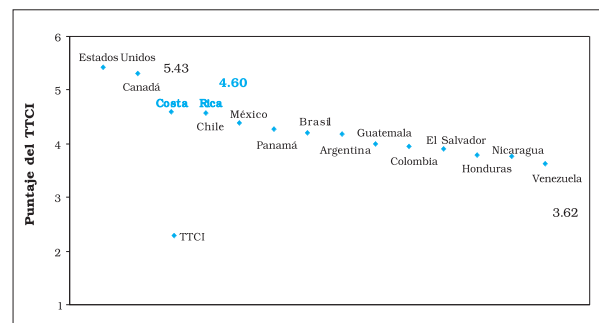 Puntaje del TTCI
6
5
4
3
2
1
Estados Unidos
5.43
Canadá
4.60
Costa Rica
Chile
México
Panamá
Brasil
Argentina
Guatemala
Colombia
El Salvador
Honduras
Nicaragua
Venezuela
3.62
TTCI